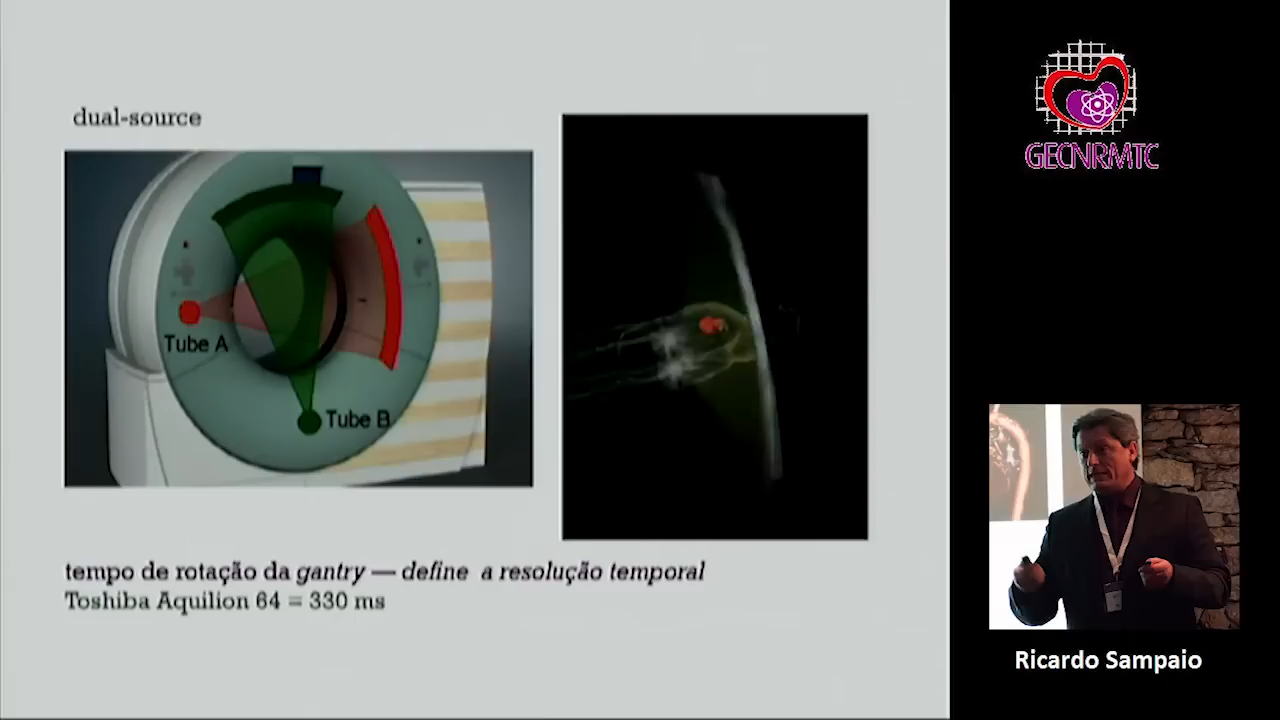 dual-source
Tube A
Tube B
tempo de rotação da gantry — define a resolução temporal
Toshiba Aquilion 64 = 330 ms
GECNRMTC
Ricardo Sampaio